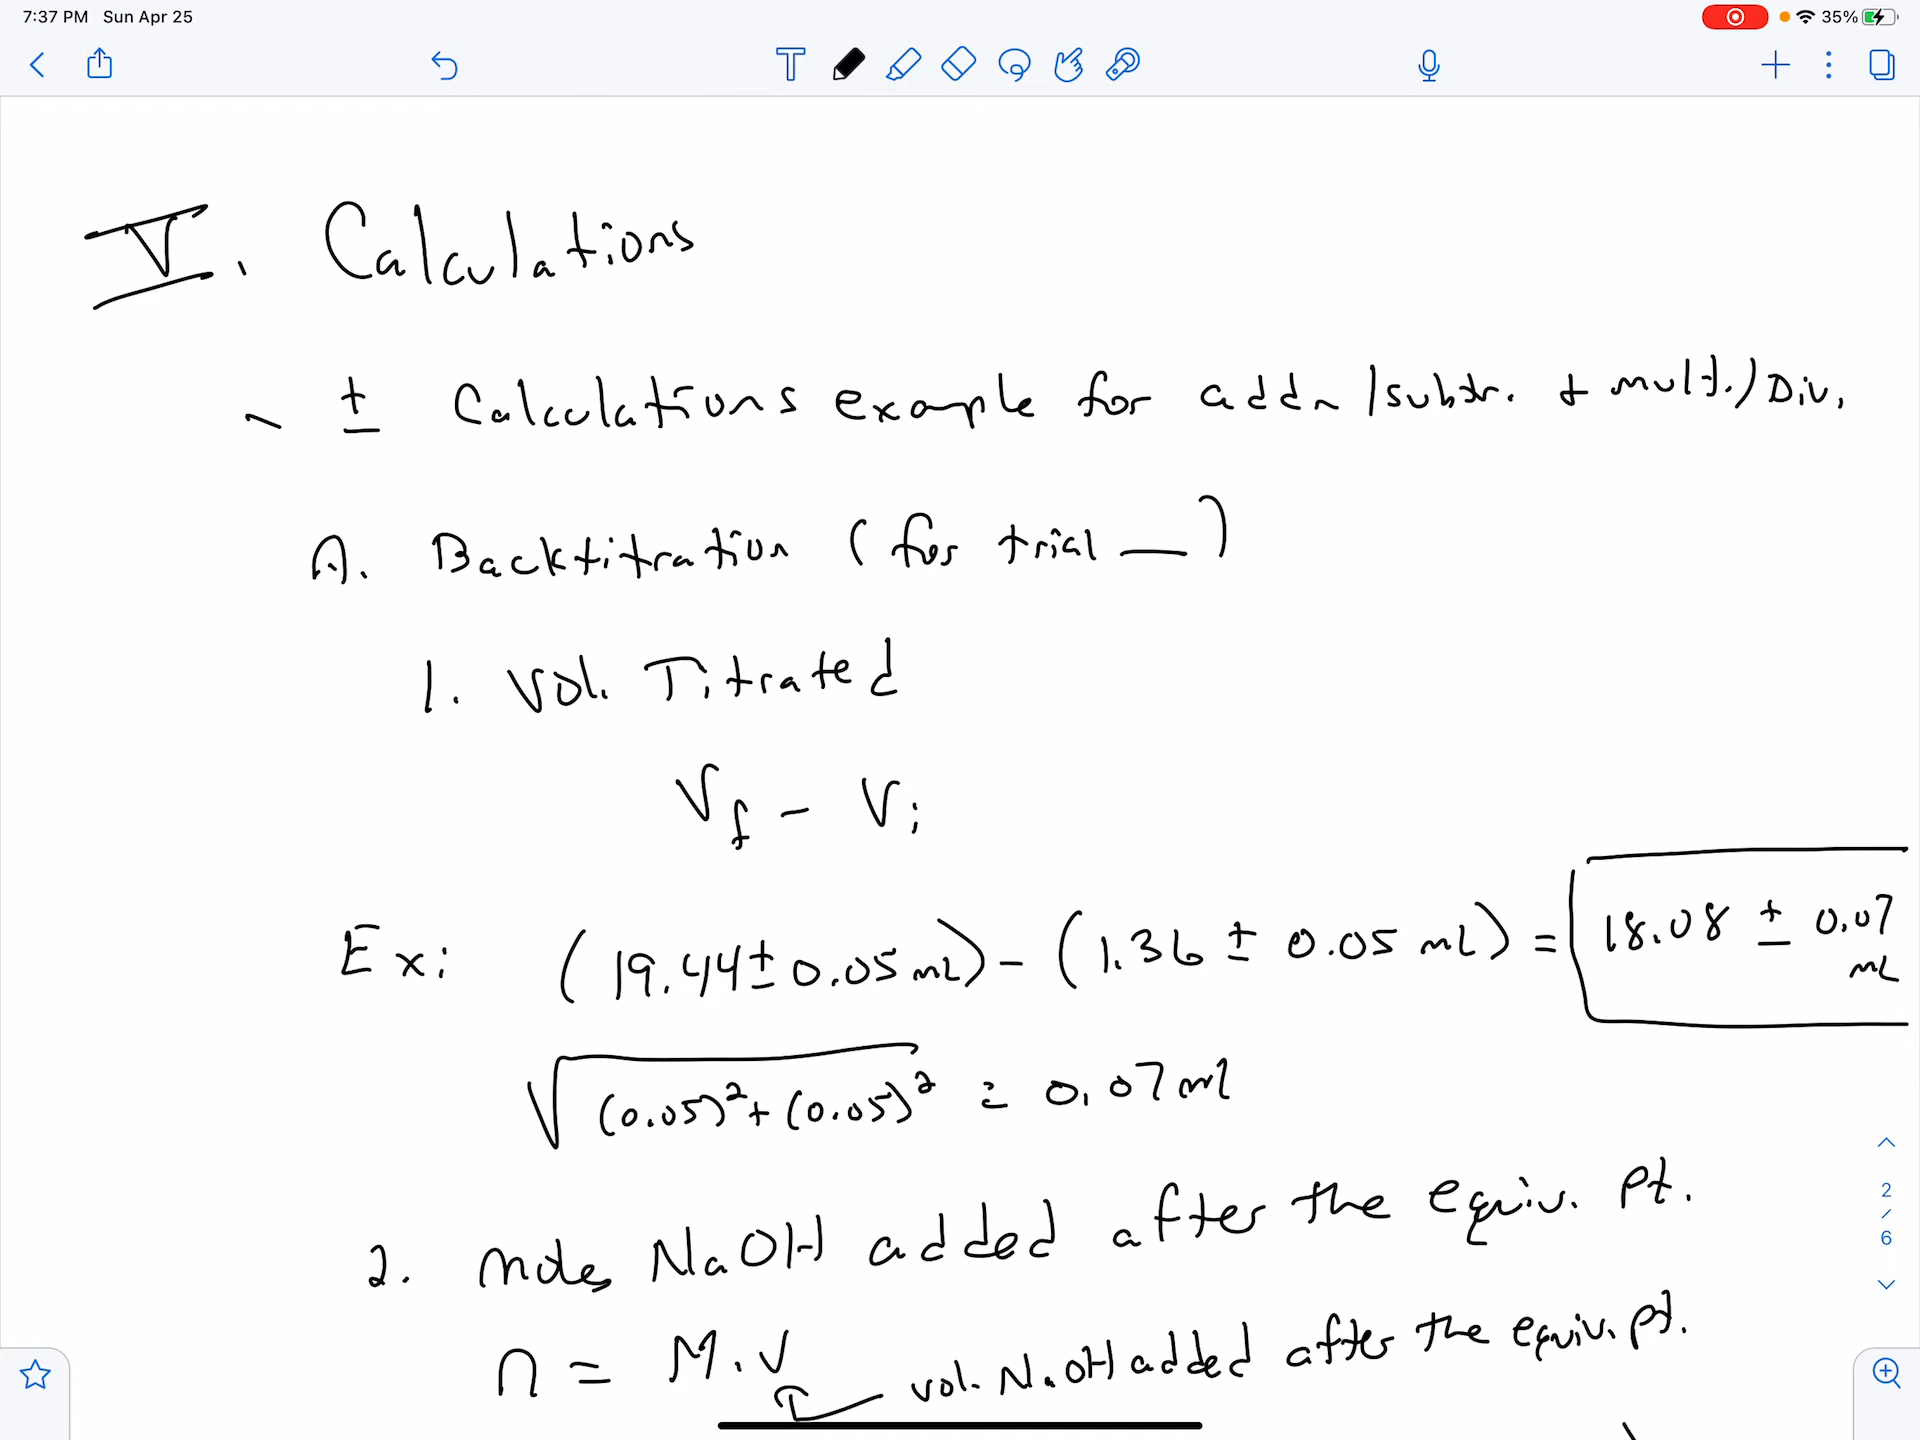 7:37 PM Sun Apr 25
35%
T
V. Calculations
- ± Calculations example for addn / subtr. + mult. / Div.
A. Backtitration (for trial __)
1. Vol. Titrated
Vf - Vi
Ex: (19.44 ± 0.05 mL) - (1.36 ± 0.05 mL) = 18.08 ± 0.07 mL
√(0.05)² + (0.05)² = 0.07 ml
2. moles NaOH added after the equiv. pt.
n = M·V
vol. NaOH added after the equiv. pt.
2 / 6